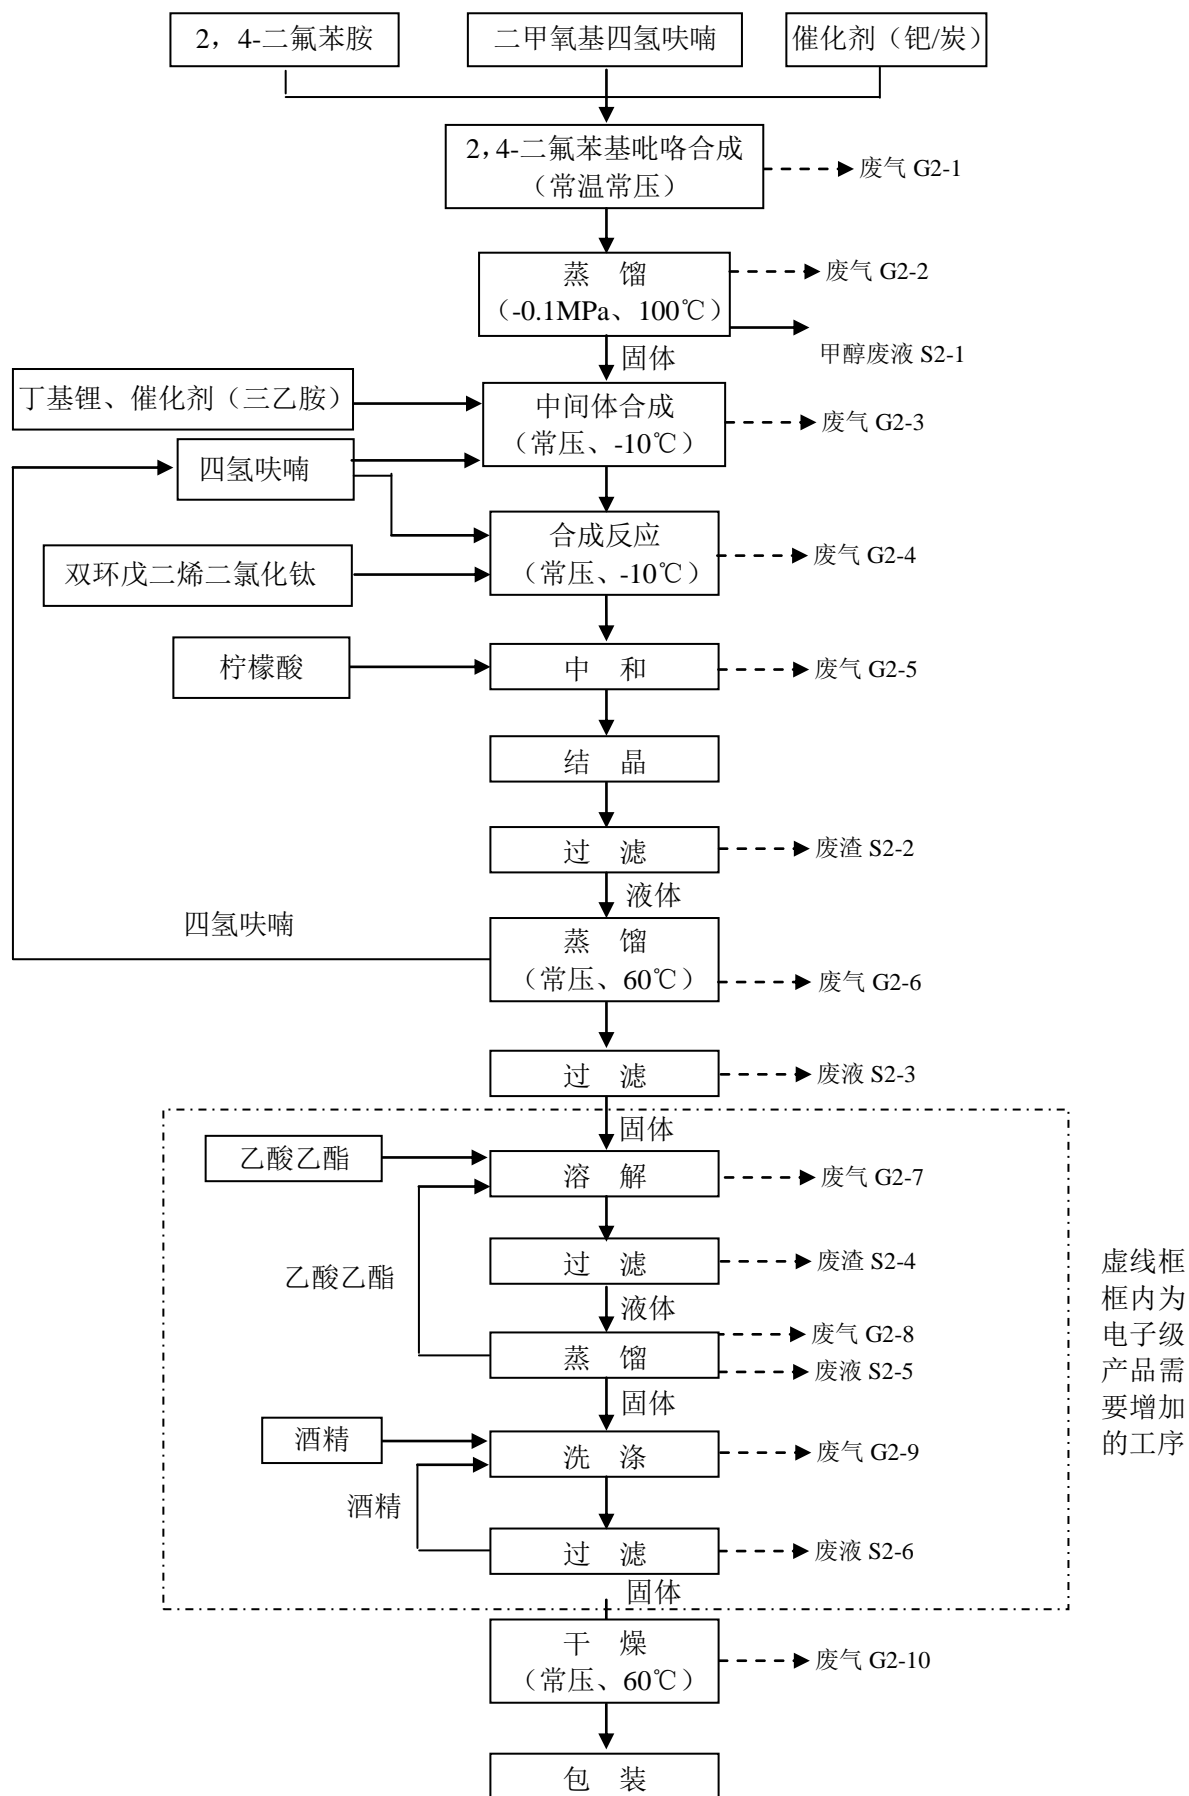 2，4-二氟苯胺
二甲氧基四氢呋喃
催化剂（钯/炭）
2,4-二氟苯基吡咯合成
（常温常压）
废气 G2-1
蒸 馏
（-0.1MPa、100℃）
废气 G2-2
甲醇废液 S2-1
固体
丁基锂、催化剂（三乙胺）
中间体合成
（常压、-10℃）
废气 G2-3
四氢呋喃
合成反应
（常压、-10℃）
废气 G2-4
双环戊二烯二氯化钛
柠檬酸
中 和
废气 G2-5
结 晶
过 滤
废渣 S2-2
液体
四氢呋喃
蒸 馏
（常压、60℃）
废气 G2-6
过 滤
废液 S2-3
固体
乙酸乙酯
溶 解
废气 G2-7
过 滤
废渣 S2-4
乙酸乙酯
液体
蒸 馏
废气 G2-8
废液 S2-5
固体
酒精
洗 涤
废气 G2-9
酒精
过 滤
废液 S2-6
固体
虚线框
框内为
电子级
产品需
要增加
的工序
干 燥
（常压、60℃）
废气 G2-10
包 装